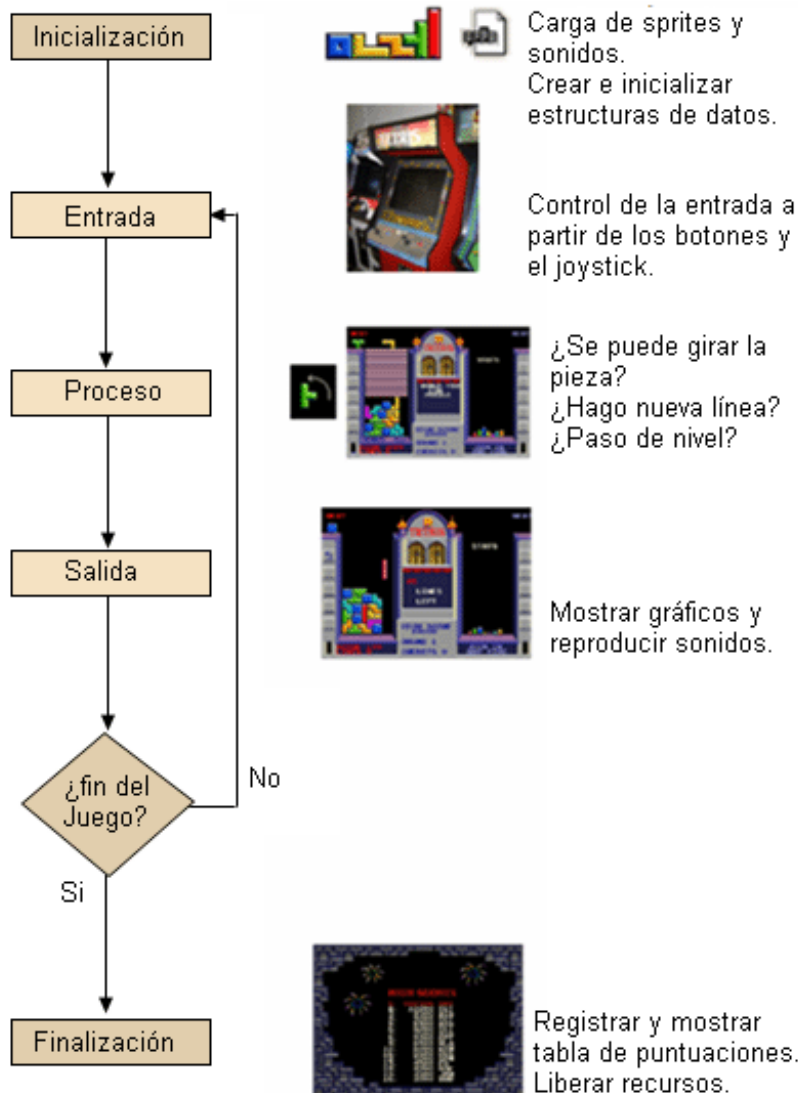 Inicialización
Carga de sprites y
sonidos.
Crear e inicializar
estructuras de datos.
Entrada
Control de la entrada a
partir de los botones y
el joystick.
Proceso
¿Se puede girar la
pieza?
¿Hago nueva línea?
¿Paso de nivel?
Salida
Mostrar gráficos y
reproducir sonidos.
¿fin del
Juego?
No
Si
Finalización
Registrar y mostrar
tabla de puntuaciones.
Liberar recursos.